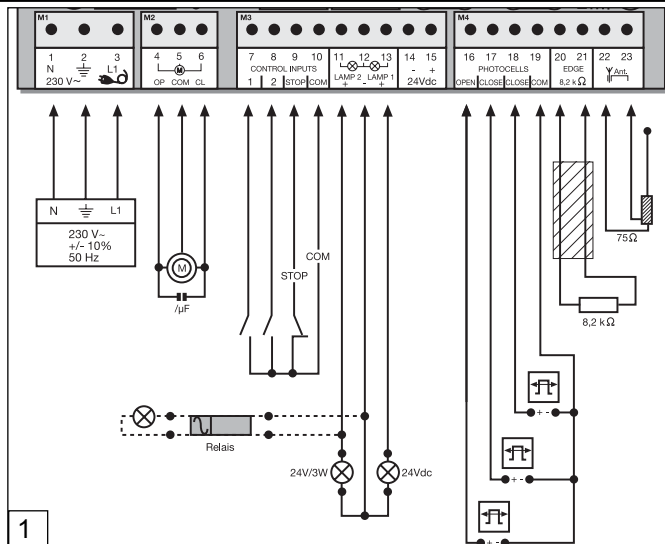 M1
M2
M3
M4
1 2 3
4 5 6
7 8 9 10 11 12 13 14 15
16 17 18 19 20 21 22 23
N L1
230 V~
M
OP COM CL
CONTROL INPUTS
1 2 STOP COM
LAMP 2 LAMP 1
+ - +
- +
24Vdc
PHOTOCELLS
OPEN CLOSE CLOSE COM
EDGE
8,2 kΩ
Ant.
N L1
230 V~
+/- 10%
50 Hz
M
/µF
STOP
COM
75Ω
8,2 kΩ
Relais
24V/3W
24Vdc
+ -
+ -
+ -
1